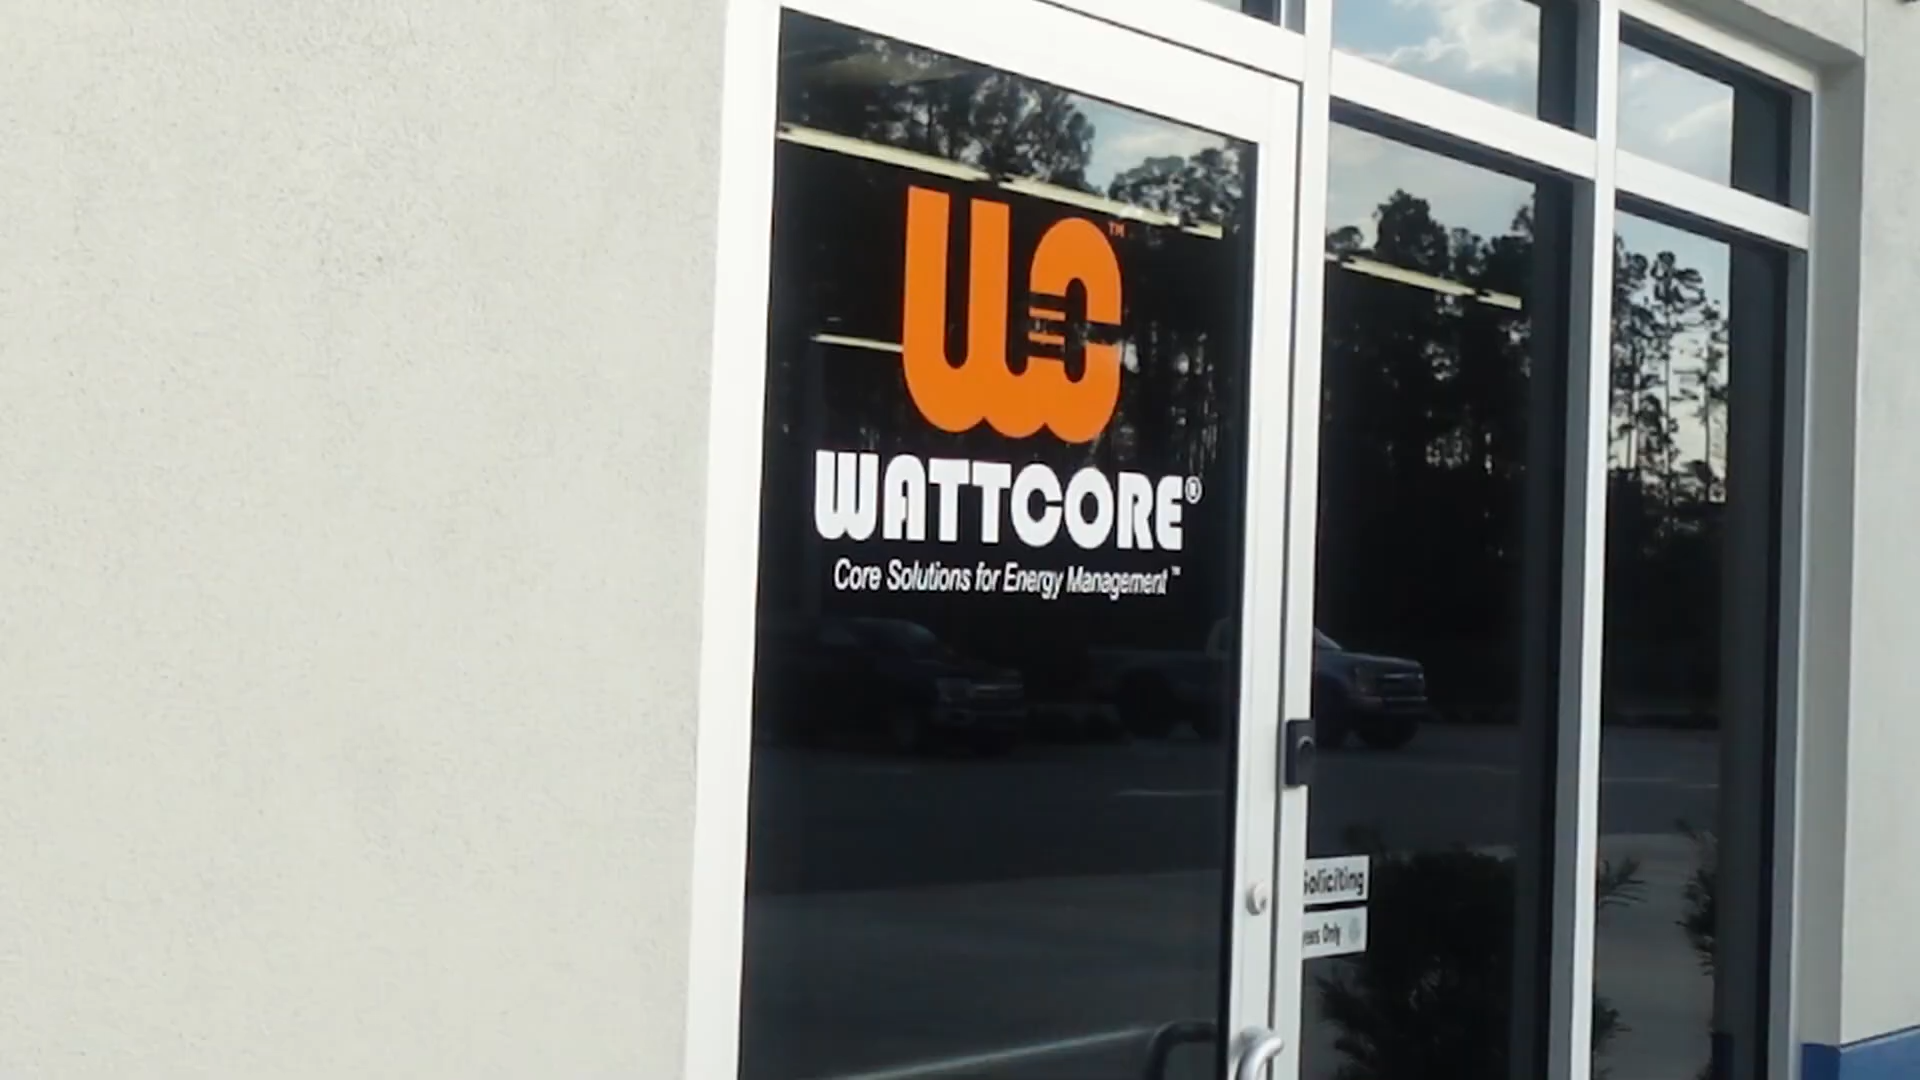 WC™
WATTCORE®
Core Solutions for Energy Management™
Soliciting
Only